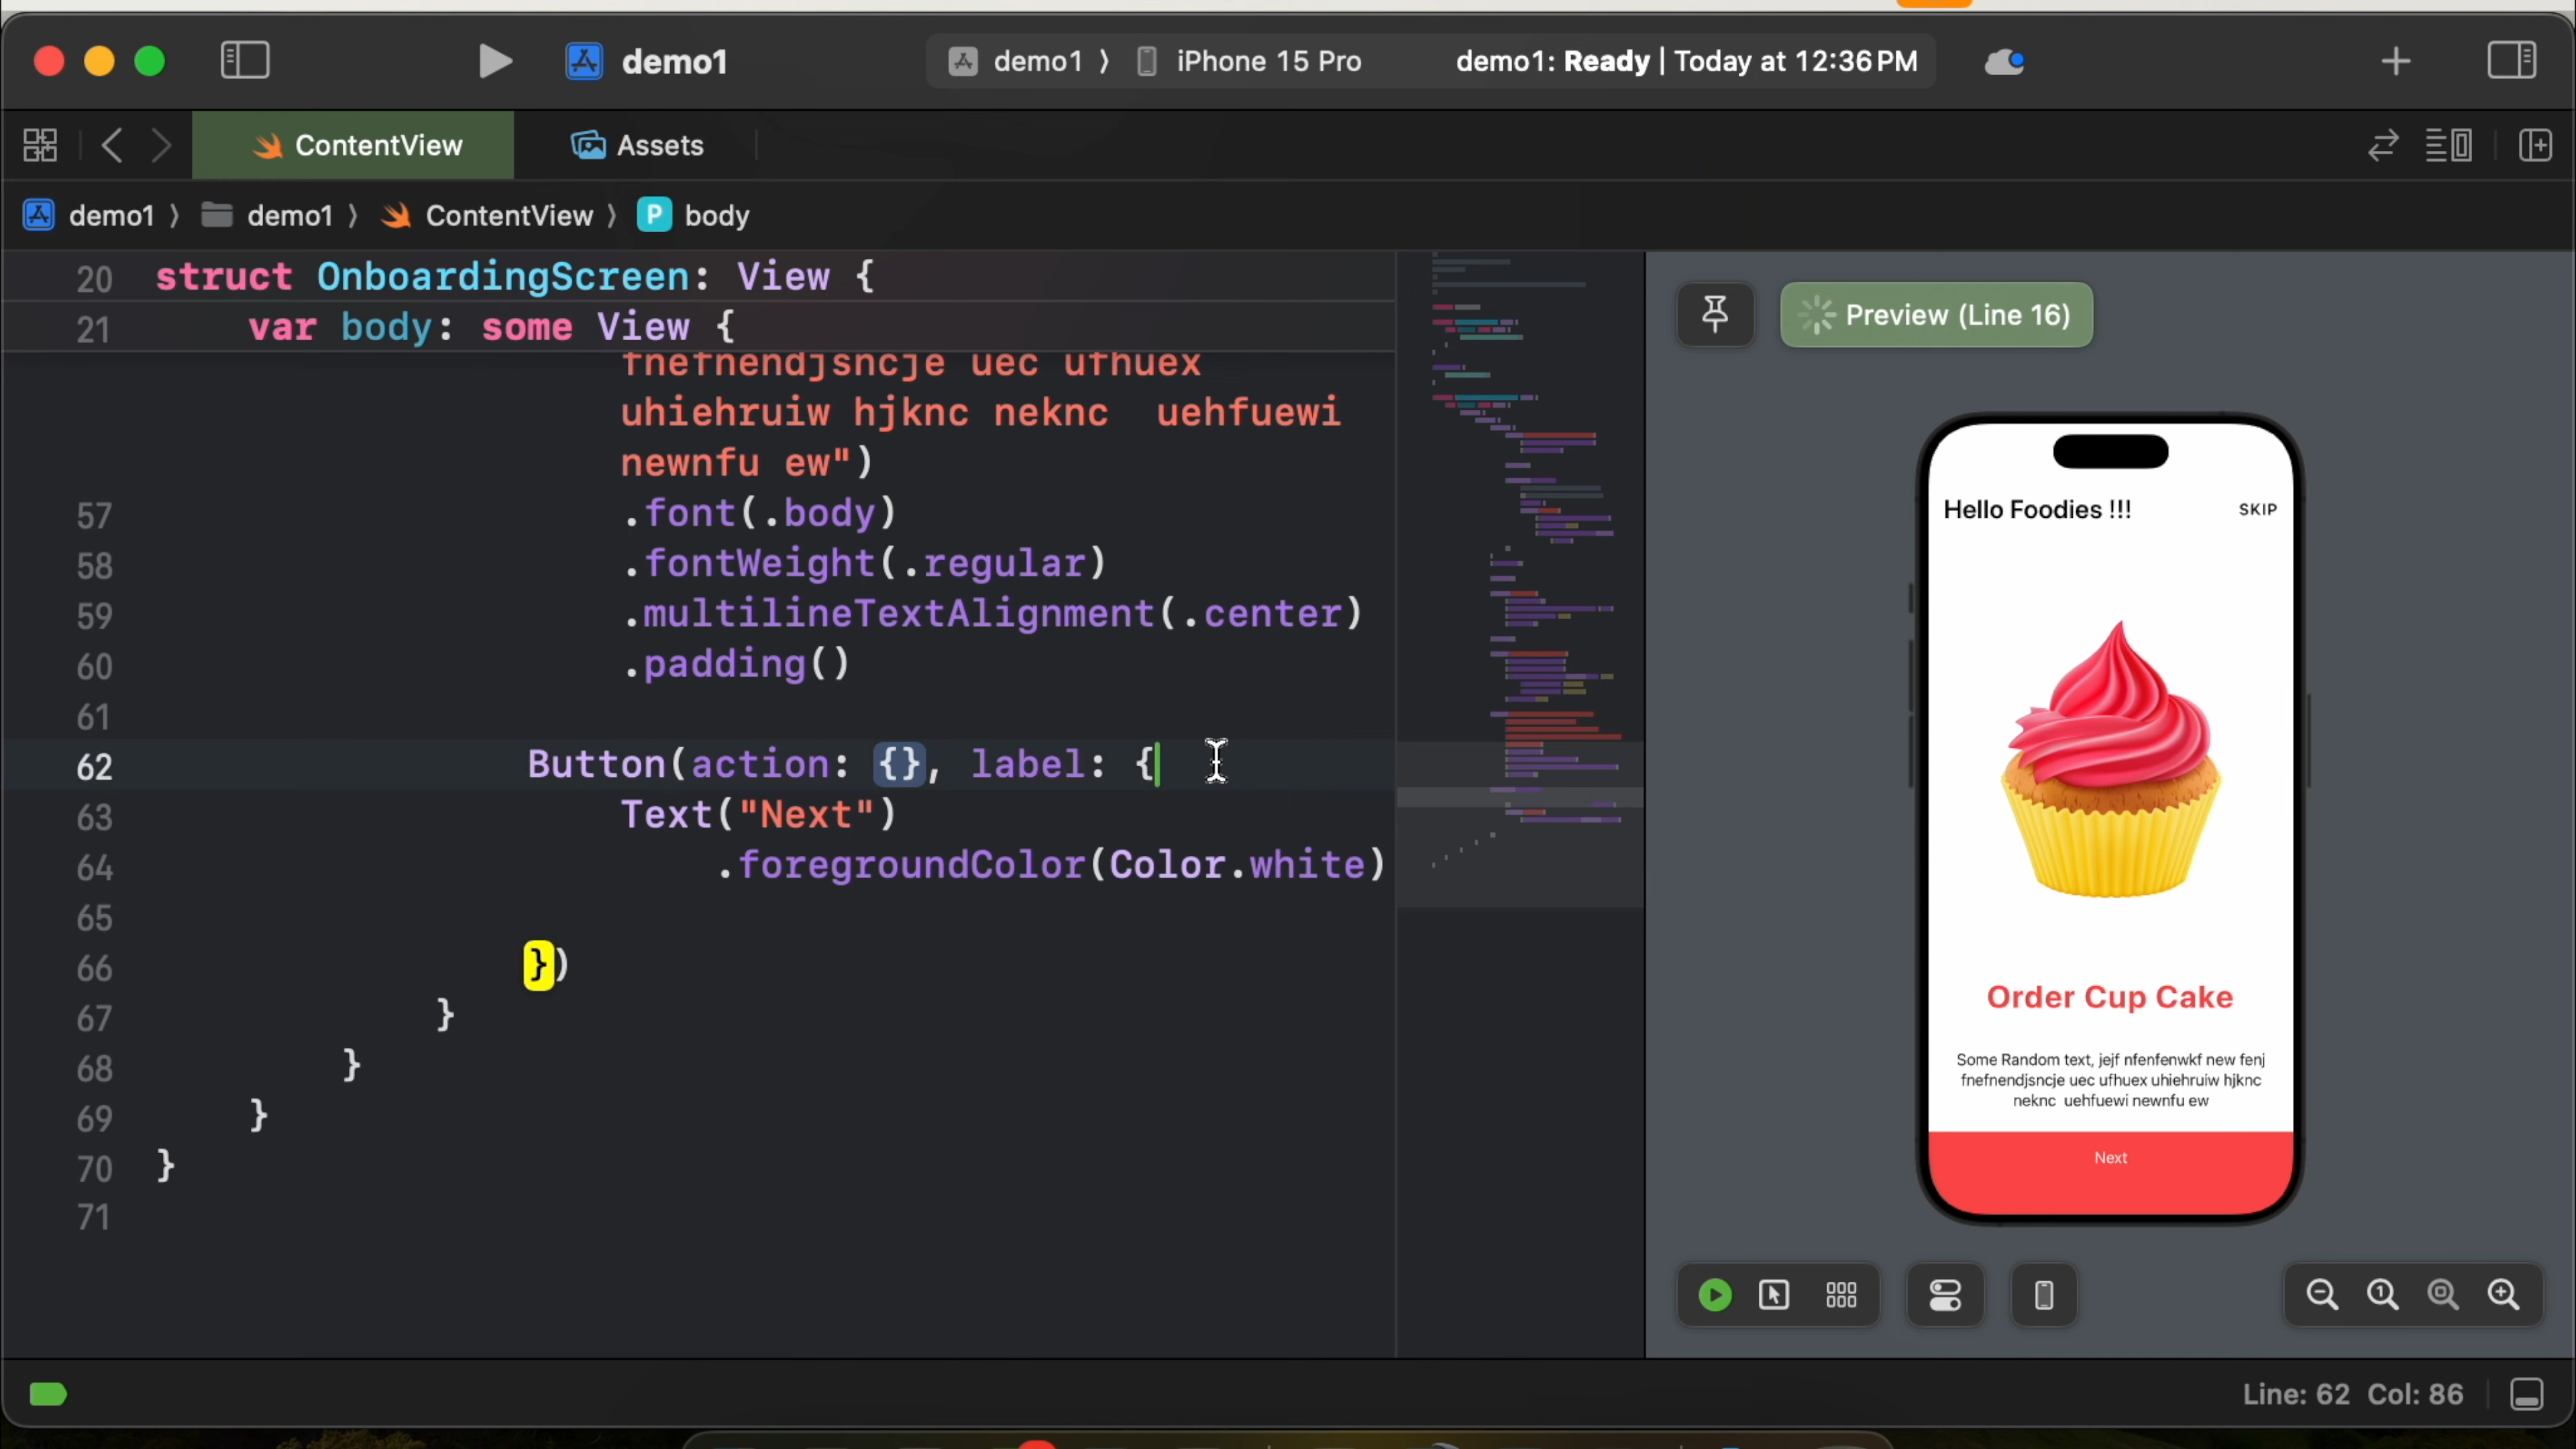 demo1
demo1 ⟩ iPhone 15 Pro
demo1: Ready | Today at 12:36 PM
ContentView
Assets
demo1 ⟩ demo1 ⟩ ContentView ⟩ P body
20 struct OnboardingScreen: View {
21 var body: some View {
fnefnendjsncje uec ufhuex
uhiehruiw hjknc neknc  uehfuewi
newnfu ew")
57 .font(.body)
58 .fontWeight(.regular)
59 .multilineTextAlignment(.center)
60 .padding()
61
62 Button(action: {}, label: {
63 Text("Next")
64 .foregroundColor(Color.white)
65
66 })
67 }
68 }
69 }
70 }
71
Preview (Line 16)
Hello Foodies !!!
SKIP
Order Cup Cake
Some Random text, jejf nfenfenwkf new fenj
fnefnendjsncje uec ufhuex uhiehruiw hjknc
neknc  uehfuewi newnfu ew
Next
Line: 62 Col: 86